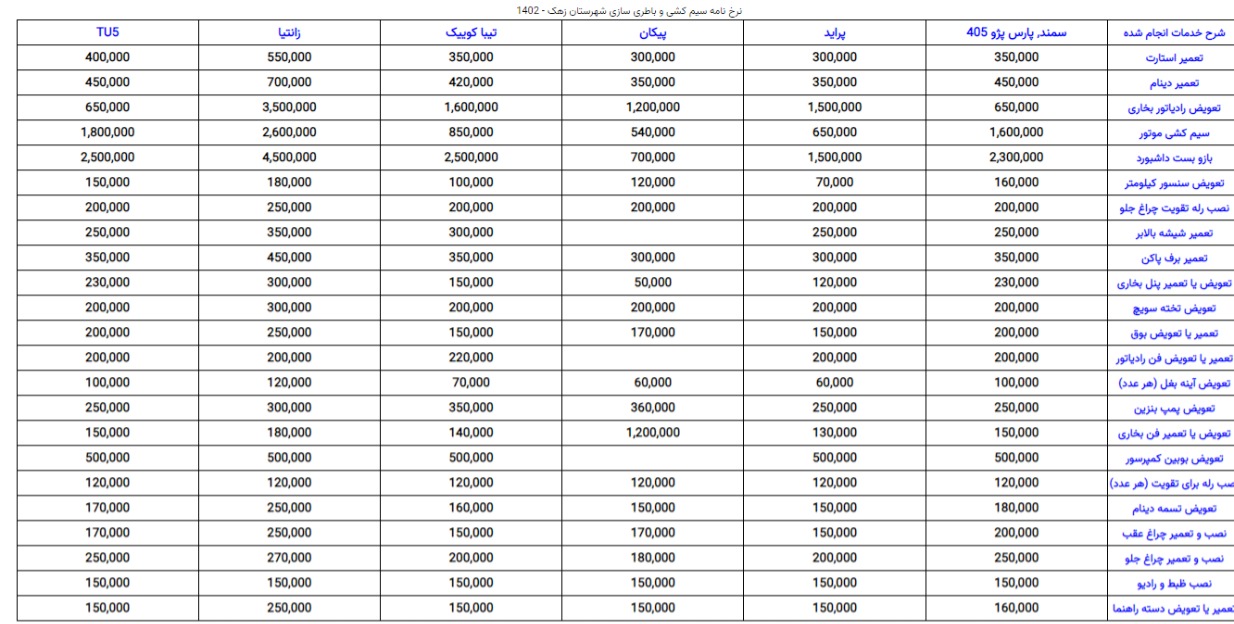 نرخ نامه سیم کشی و باطری سازی شهرستان زهک - 1402
شرح خدمات انجام شده سمند, پارس پژو 405 پراید پیکان تیبا کوییک زانتیا TU5
تعمیر استارت 350,000 300,000 300,000 350,000 550,000 400,000
تعمیر دینام 450,000 350,000 350,000 420,000 700,000 450,000
تعویض رادیاتور بخاری 650,000 1,500,000 1,200,000 1,600,000 3,500,000 650,000
سیم کشی موتور 1,600,000 650,000 540,000 850,000 2,600,000 1,800,000
بازو بست داشبورد 2,300,000 1,500,000 700,000 2,500,000 4,500,000 2,500,000
تعویض سنسور کیلومتر 160,000 70,000 120,000 100,000 180,000 150,000
نصب رله تقویت چراغ جلو 200,000 200,000 200,000 200,000 250,000 200,000
تعمیر شیشه بالابر 250,000 250,000 300,000 350,000 250,000
تعمیر برف پاکن 350,000 300,000 300,000 350,000 450,000 350,000
تعویض یا تعمیر پنل بخاری 230,000 120,000 50,000 150,000 300,000 230,000
تعویض تخته سویچ 200,000 200,000 200,000 200,000 300,000 200,000
تعمیر یا تعویض بوق 200,000 150,000 170,000 150,000 250,000 200,000
تعمیر یا تعویض فن رادیاتور 200,000 200,000 220,000 200,000 200,000
تعویض آینه بغل (هر عدد) 100,000 60,000 60,000 70,000 120,000 100,000
تعویض پمپ بنزین 250,000 250,000 360,000 350,000 300,000 250,000
تعویض یا تعمیر فن بخاری 150,000 130,000 1,200,000 140,000 180,000 150,000
تعویض بوبین کمپرسور 500,000 500,000 500,000 500,000 500,000
نصب رله برای تقویت (هر عدد) 120,000 120,000 120,000 120,000 120,000 120,000
تعویض تسمه دینام 180,000 150,000 150,000 160,000 250,000 170,000
نصب و تعمیر چراغ عقب 200,000 150,000 170,000 150,000 250,000 170,000
نصب و تعمیر چراغ جلو 250,000 200,000 180,000 200,000 270,000 250,000
نصب ظبط و رادیو 150,000 150,000 150,000 150,000 150,000 150,000
تعمیر یا تعویض دسته راهنما 160,000 150,000 150,000 150,000 250,000 150,000